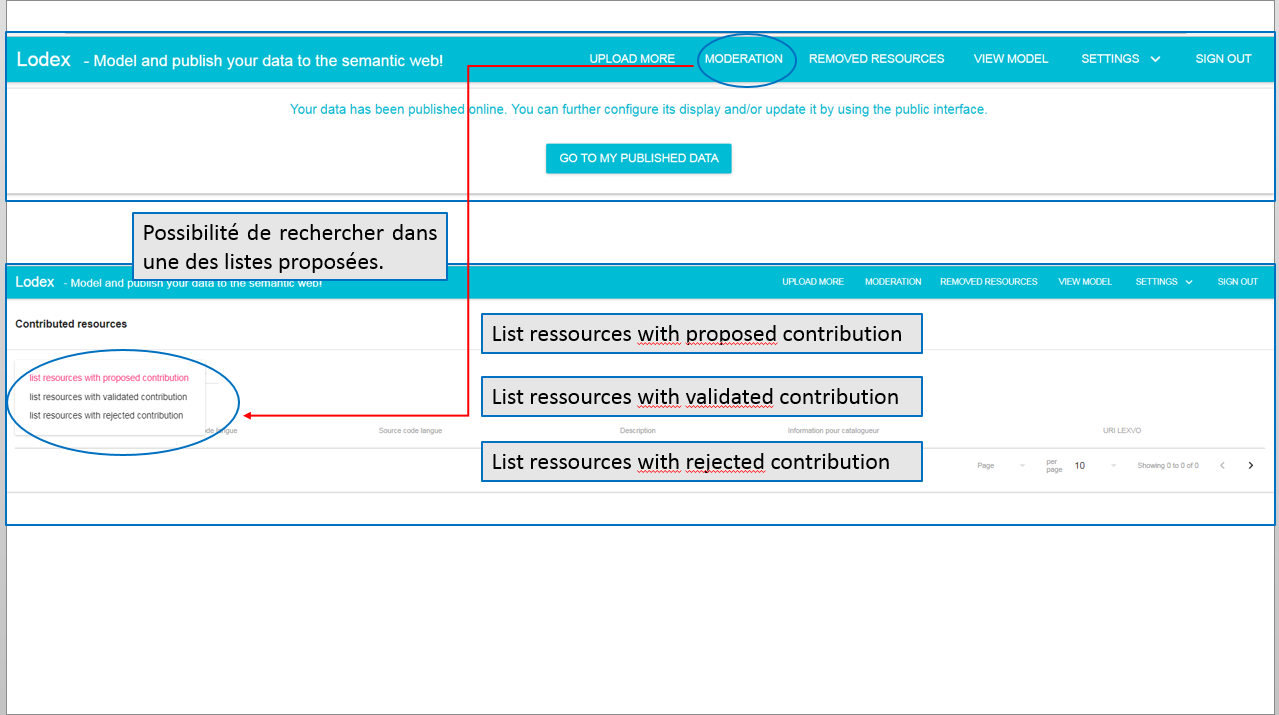 Lodex - Model and publish your data to the semantic web!
UPLOAD MORE MODERATION REMOVED RESOURCES VIEW MODEL SETTINGS SIGN OUT
Your data has been published online. You can further configure its display and/or update it by using the public interface.
GO TO MY PUBLISHED DATA
Possibilité de rechercher dans
une des listes proposées.
Lodex - Model and publish your data to the semantic web!
UPLOAD MORE MODERATION REMOVED RESOURCES VIEW MODEL SETTINGS SIGN OUT
Contributed resources
List ressources with proposed contribution
list resources with proposed contribution
list resources with validated contribution
list resources with rejected contribution
List ressources with validated contribution
langue Source code langue Description Information pour catalogueur URI LEXVO
List ressources with rejected contribution
Page per page 10 Showing 0 to 0 of 0